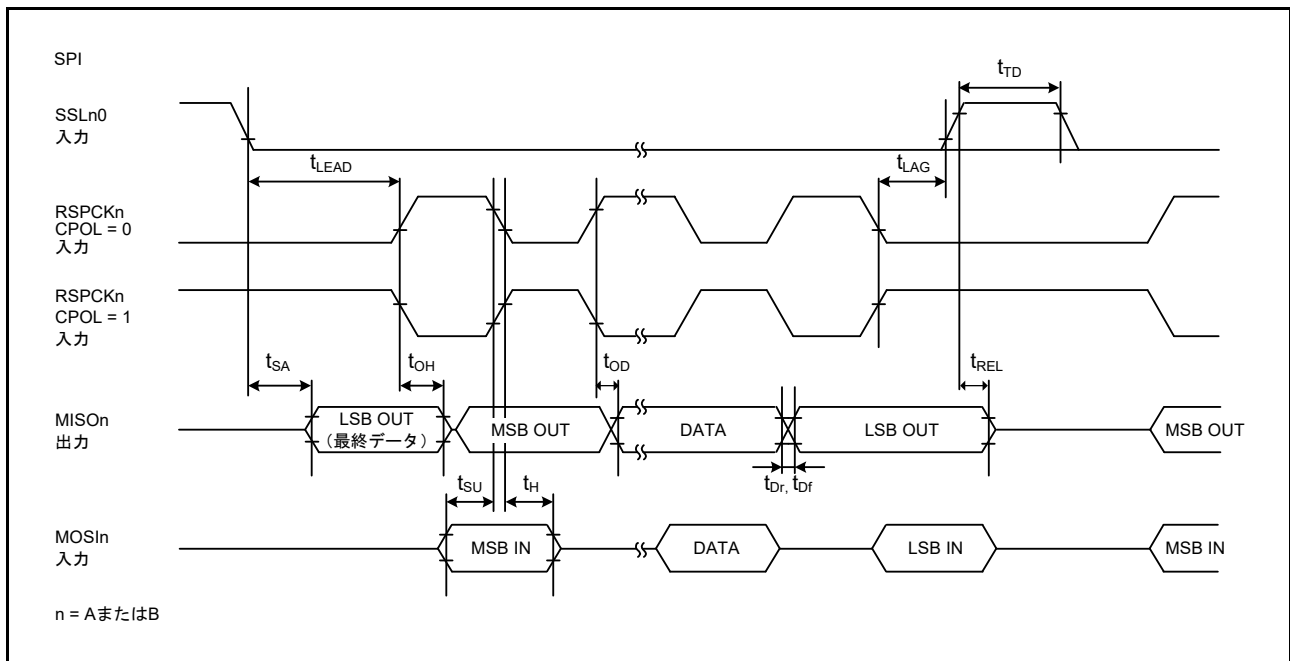 SPI
tTD
SSLn0
入力
tLEAD
tLAG
RSPCKn
CPOL = 0
入力
RSPCKn
CPOL = 1
入力
tSA
tOH
tOD
tREL
MISOn
出力
LSB OUT
（最終データ）
MSB OUT
DATA
LSB OUT
MSB OUT
tSU
tH
tDr, tDf
MOSIn
入力
MSB IN
DATA
LSB IN
MSB IN
n = AまたはB